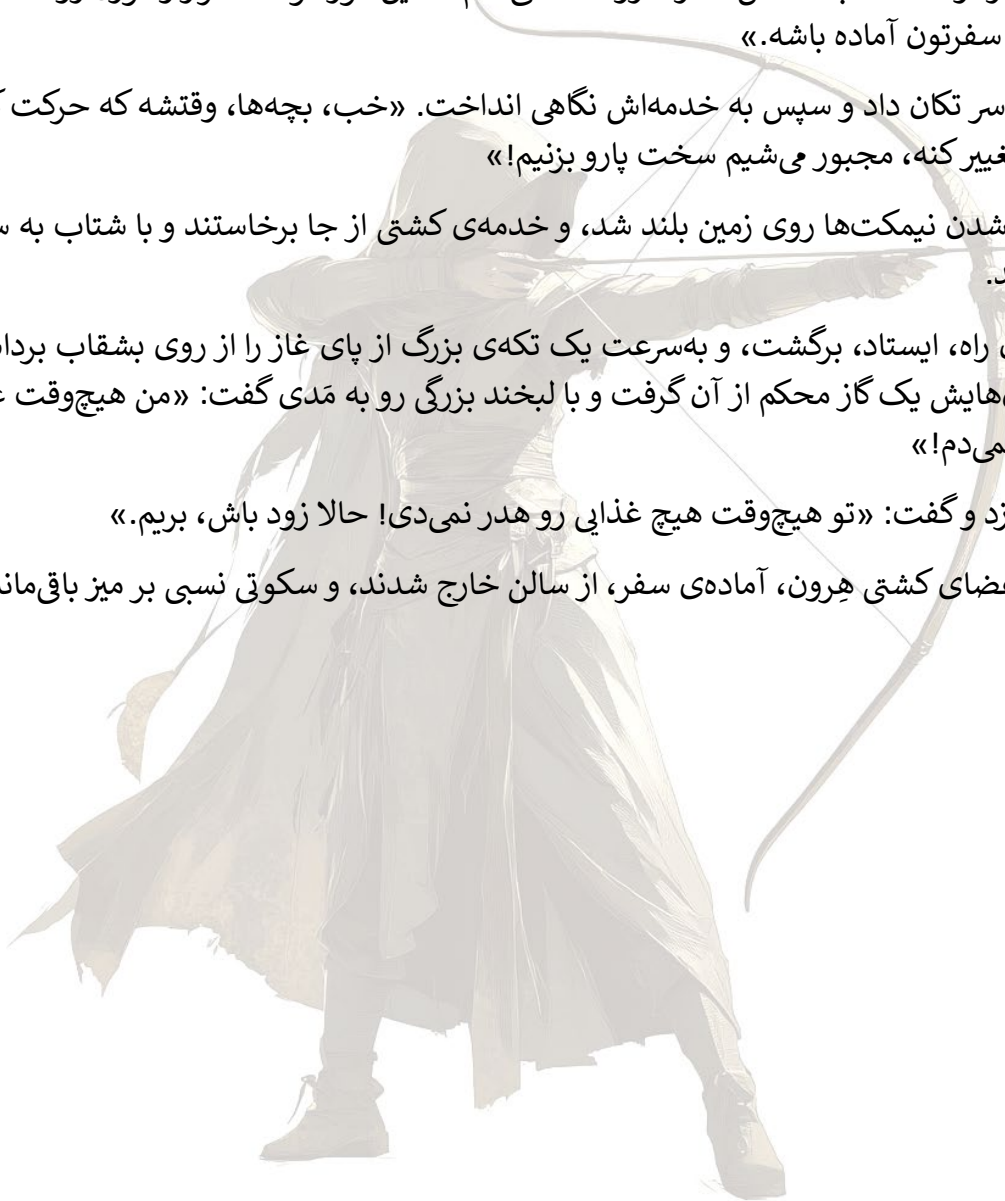 سفرتون آماده باشه.»
سر تکان داد و سپس به خدمه‌اش نگاهی انداخت. «خب، بچه‌ها، وقتشه که حرکت
تغییر کنه، مجبور می‌شیم سخت پارو بزنیم!»
شدن نیمکت‌ها روی زمین بلند شد، و خدمه‌ی کشتی از جا برخاستند و با شتاب به
راه، ایستاد، برگشت، و به‌سرعت یک تکه‌ی بزرگ از پای غاز را از روی بشقاب
هایش یک گاز محکم از آن گرفت و با لبخند بزرگی رو به مَدی گفت: «من هیچ‌وقت
نمی‌دم!»
زد و گفت: «تو هیچ‌وقت هیچ غذایی رو هدر نمی‌دی! حالا زود باش، بریم.»
کشتی هِرون، آماده‌ی سفر، از سالن خارج شدند، و سکوتی نسبی بر میز